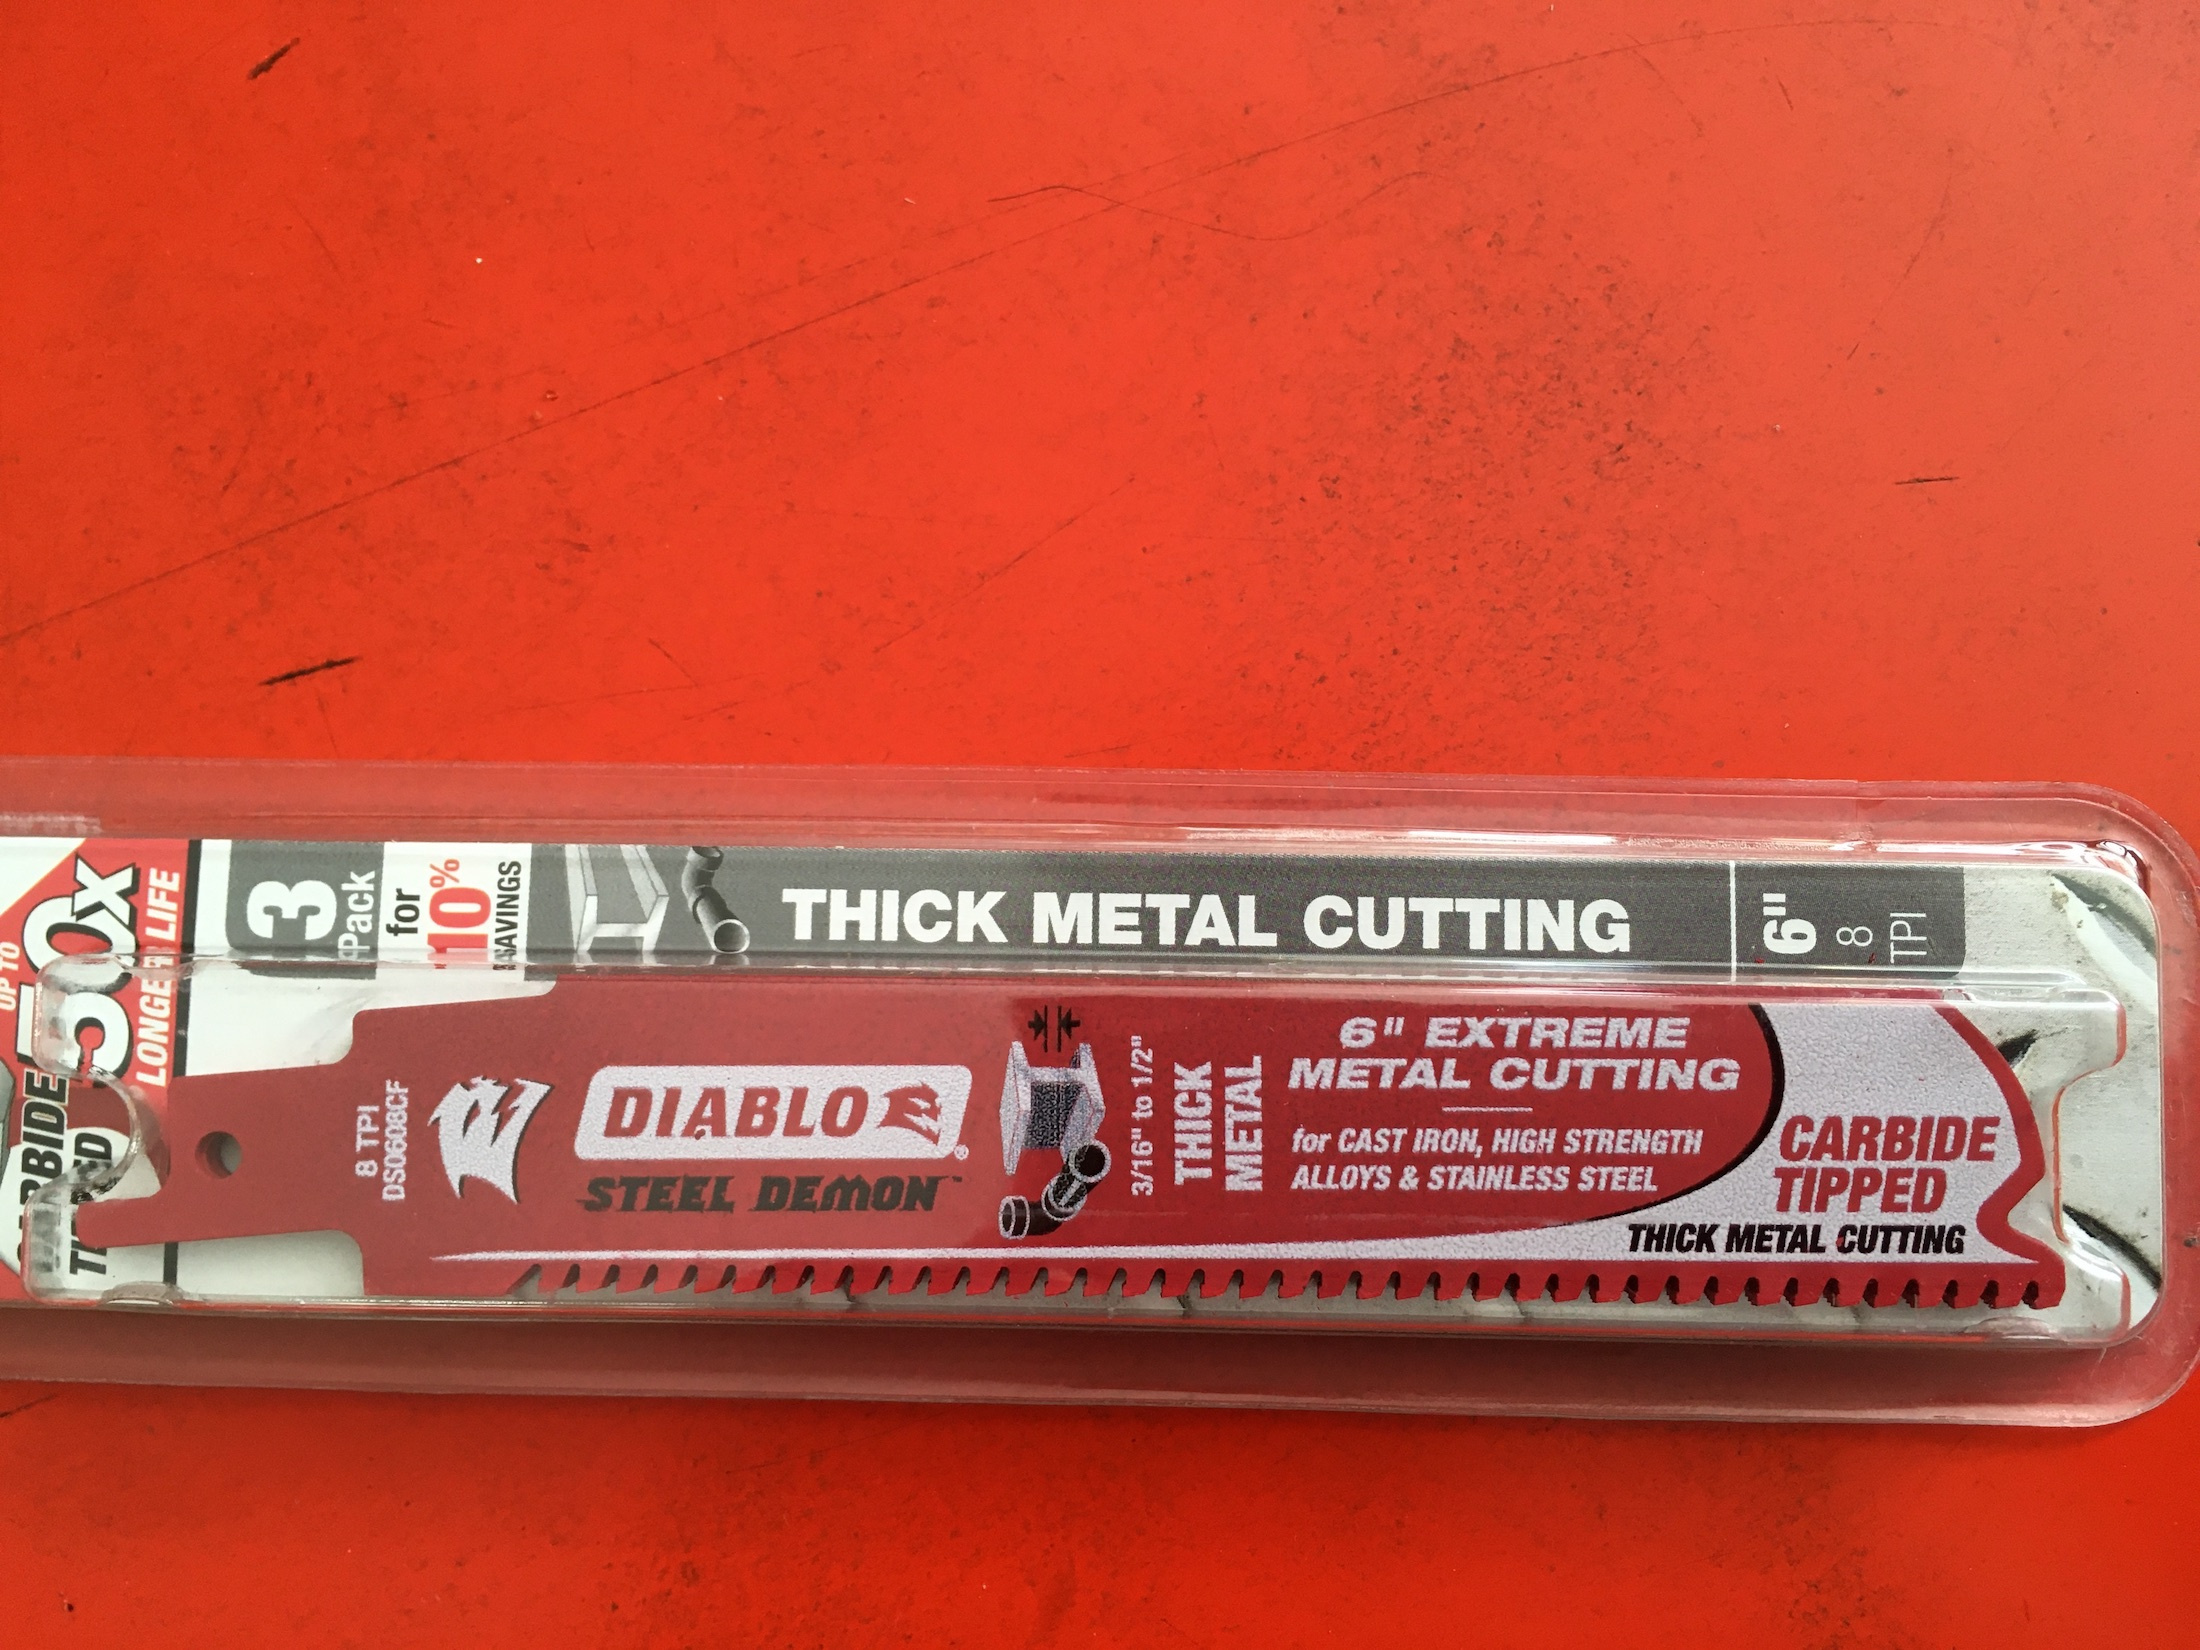 UP TO
50x
LONGER LIFE
CARBIDE
TIPPED
3
Pack
for
10%
SAVINGS
THICK METAL CUTTING
6"
8
TPI
8 TPI
DS0608CF
DIABLO
®
STEEL DEMON™
3/16" to 1/2"
THICK
METAL
6" EXTREME
METAL CUTTING
for CAST IRON, HIGH STRENGTH
ALLOYS & STAINLESS STEEL
CARBIDE
TIPPED
THICK METAL CUTTING